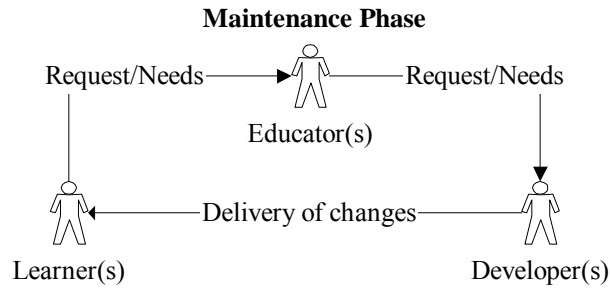 Maintenance Phase
Request/Needs
Request/Needs
Educator(s)
Delivery of changes
Learner(s)
Developer(s)